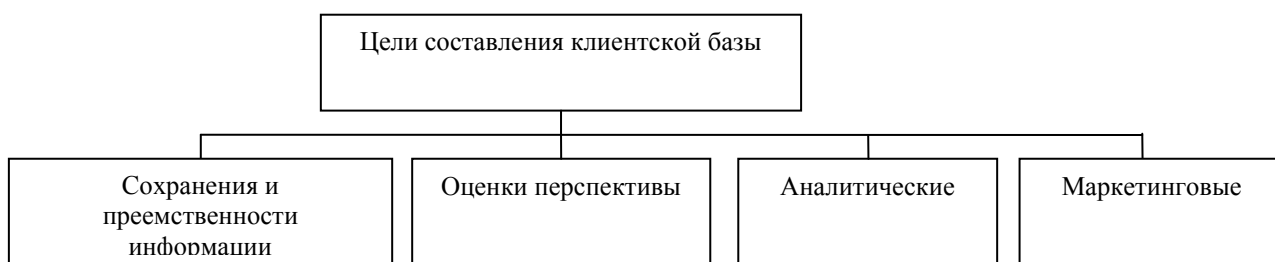 Цели составления клиентской базы
Сохранения и
преемственности
информации
Оценки перспективы
Аналитические
Маркетинговые